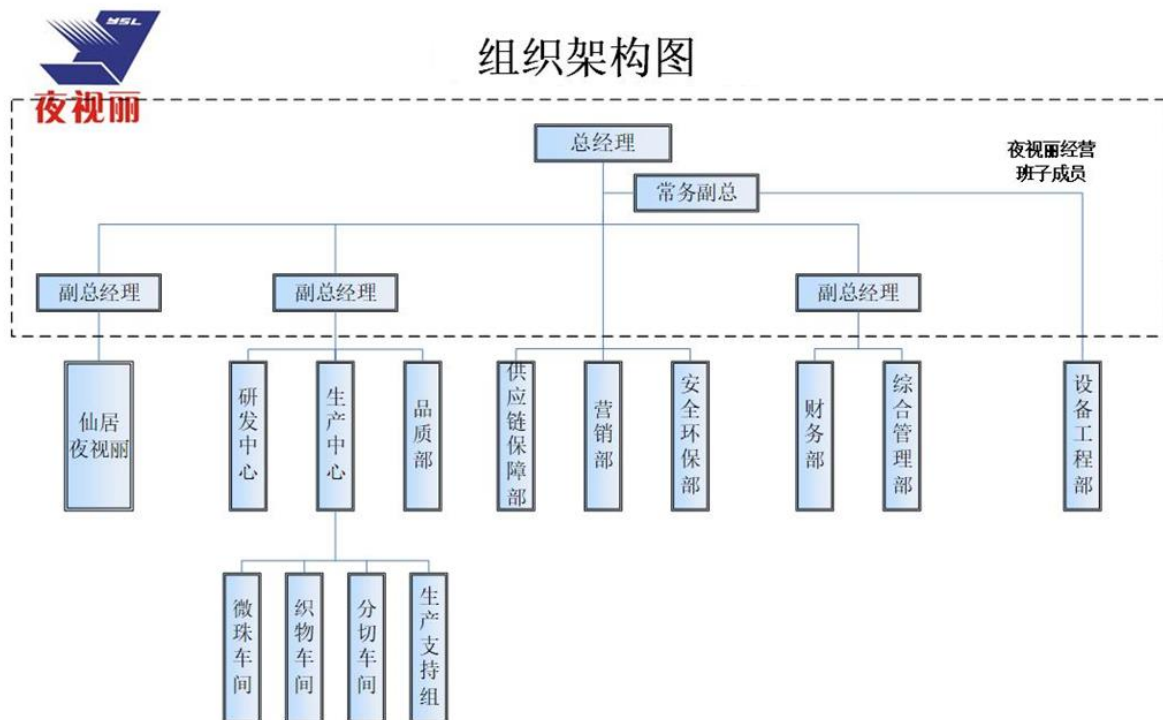 YSL
组织架构图
夜视丽
总经理
夜视丽经营
班子成员
常务副总
副总经理
副总经理
副总经理
仙居
夜视丽
研发中心
生产中心
品质部
供应链保障部
营销部
安全环保部
财务部
综合管理部
设备工程部
微珠车间
织物车间
分切车间
生产支持组